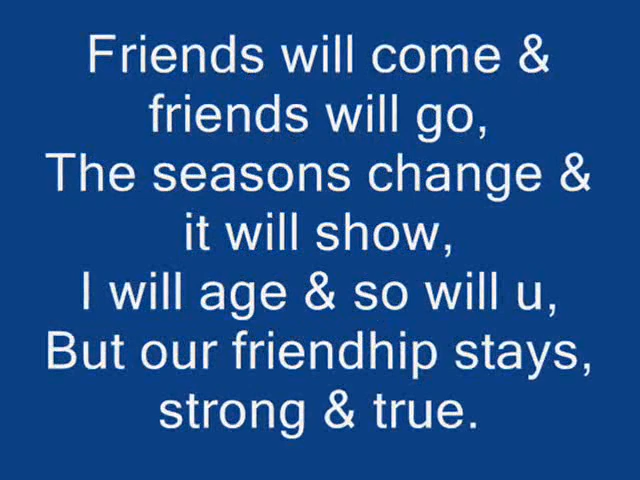 Friends will come &
friends will go,
The seasons change &
it will show,
I will age & so will u,
But our friendhip stays,
strong & true.